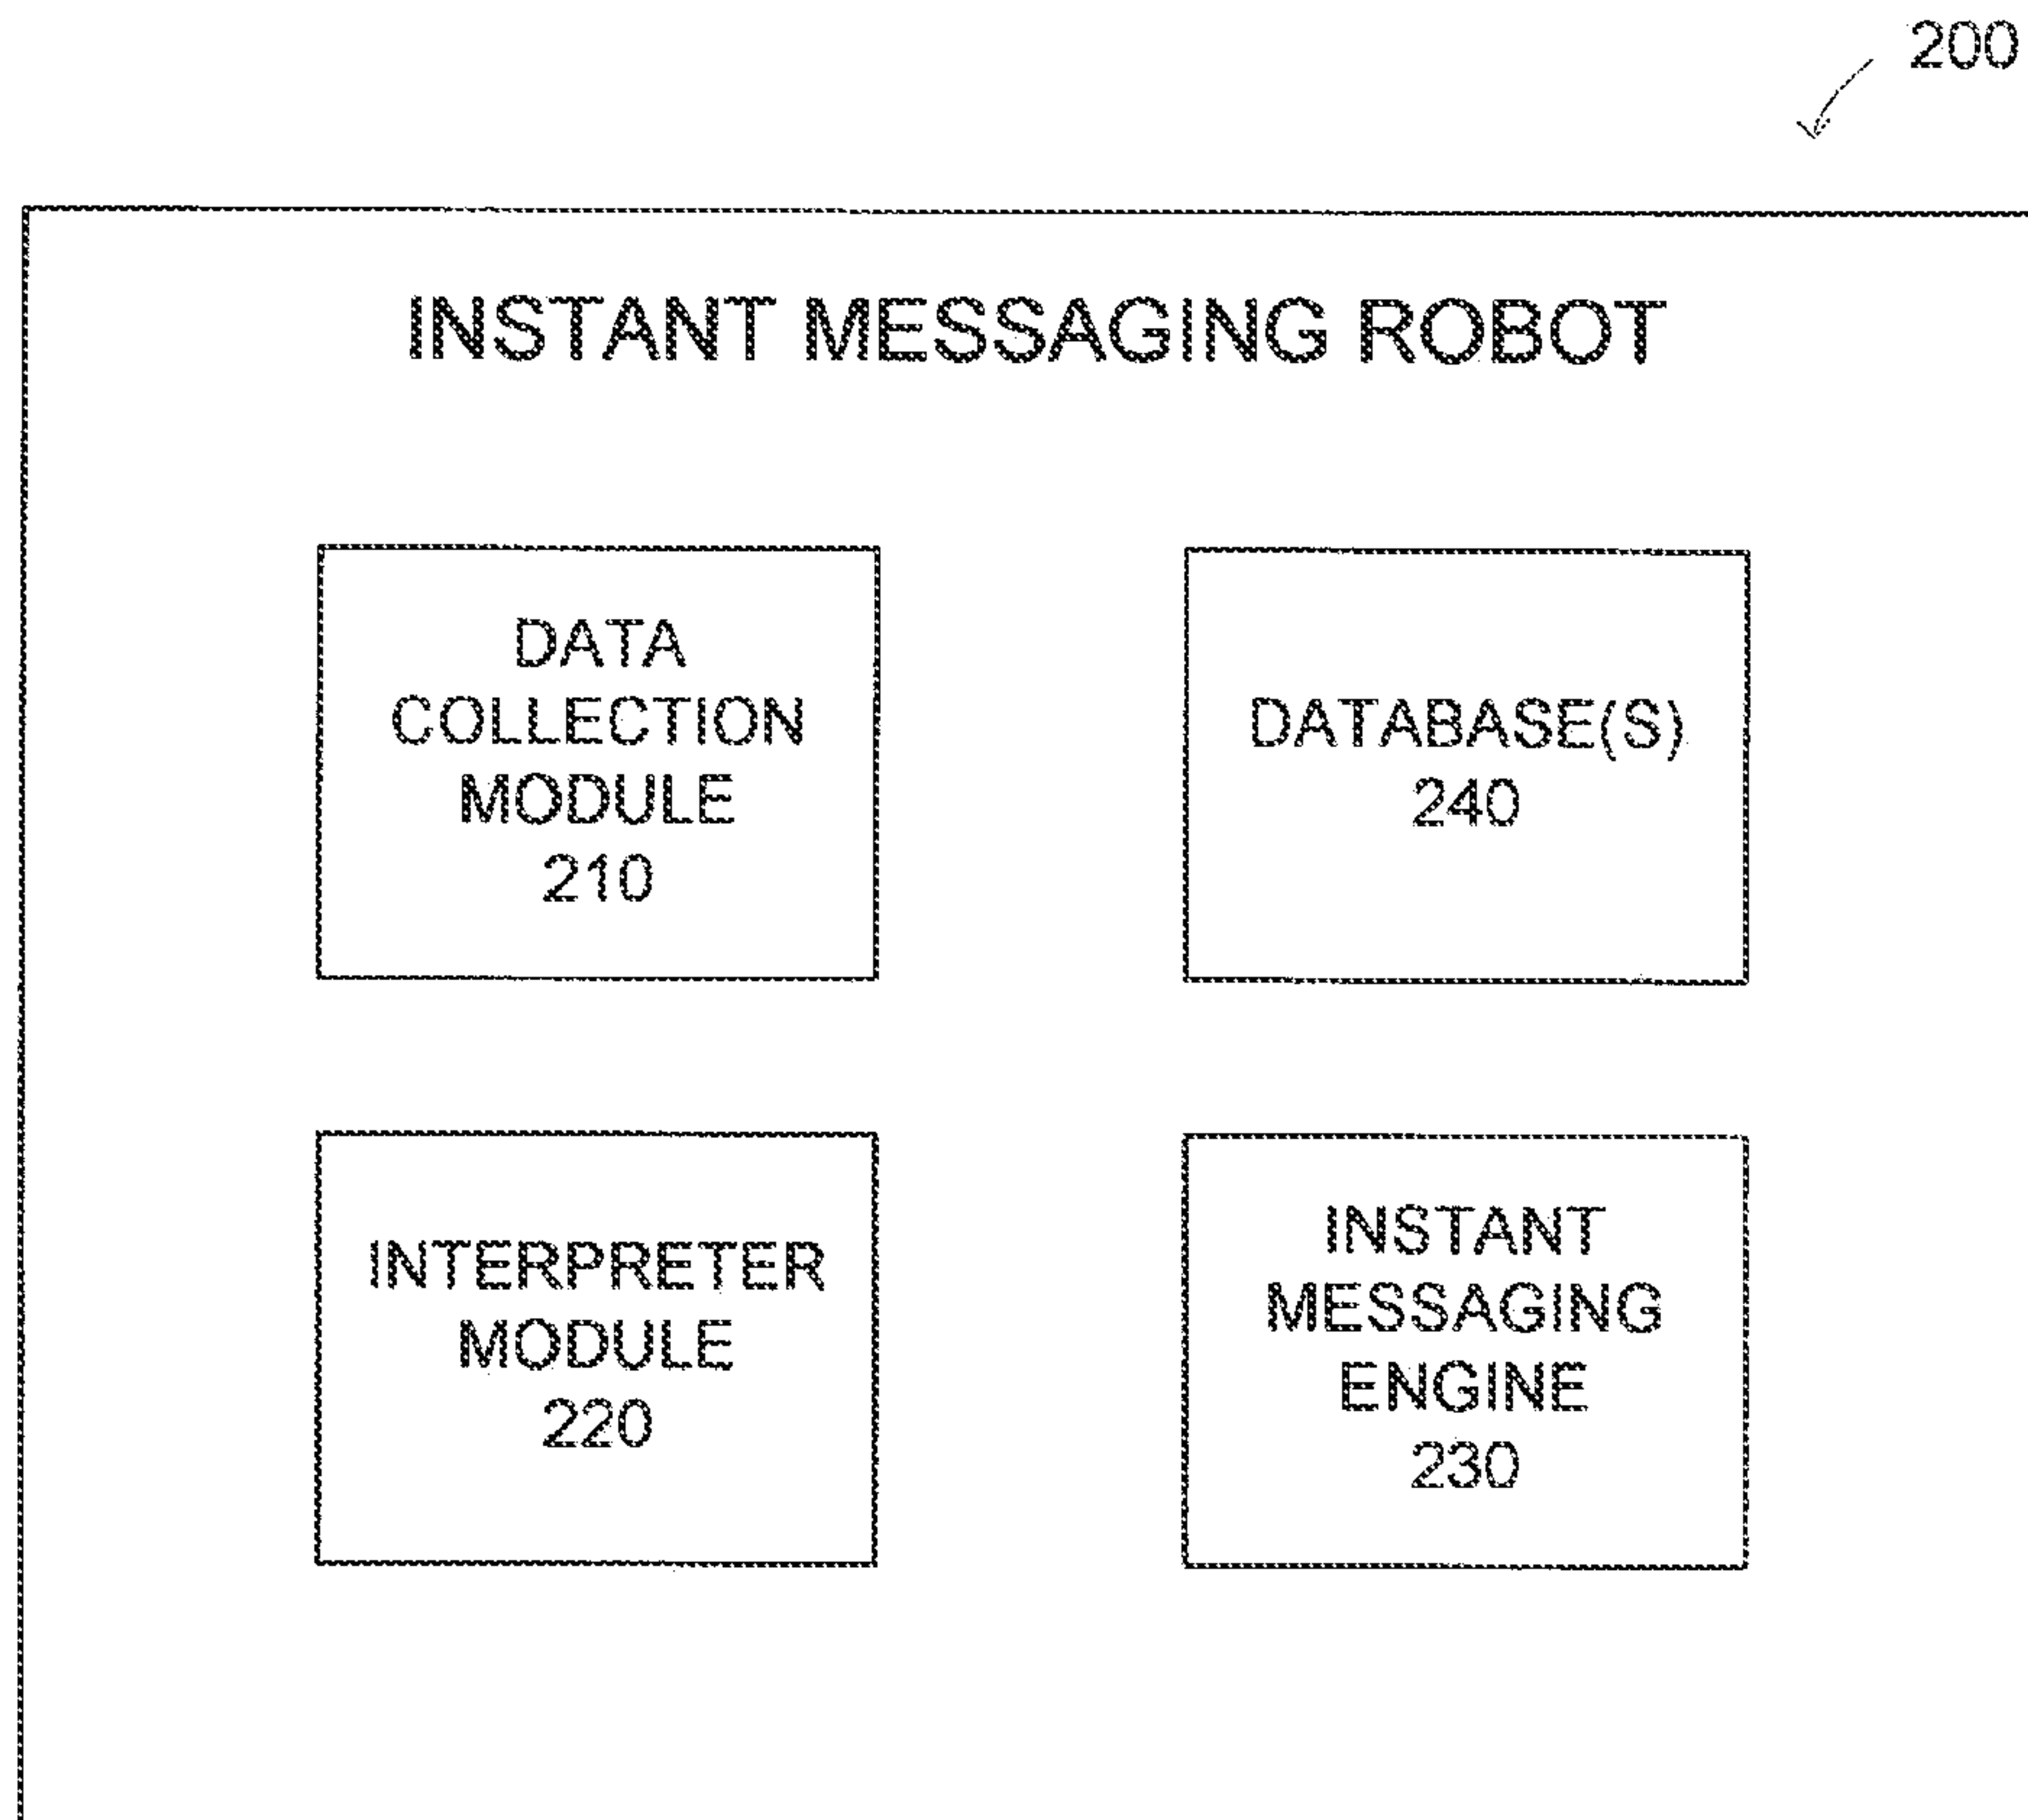 200
INSTANT MESSAGING ROBOT
DATA
COLLECTION
MODULE
210
DATABASE(S)
240
INTERPRETER
MODULE
220
INSTANT
MESSAGING
ENGINE
230